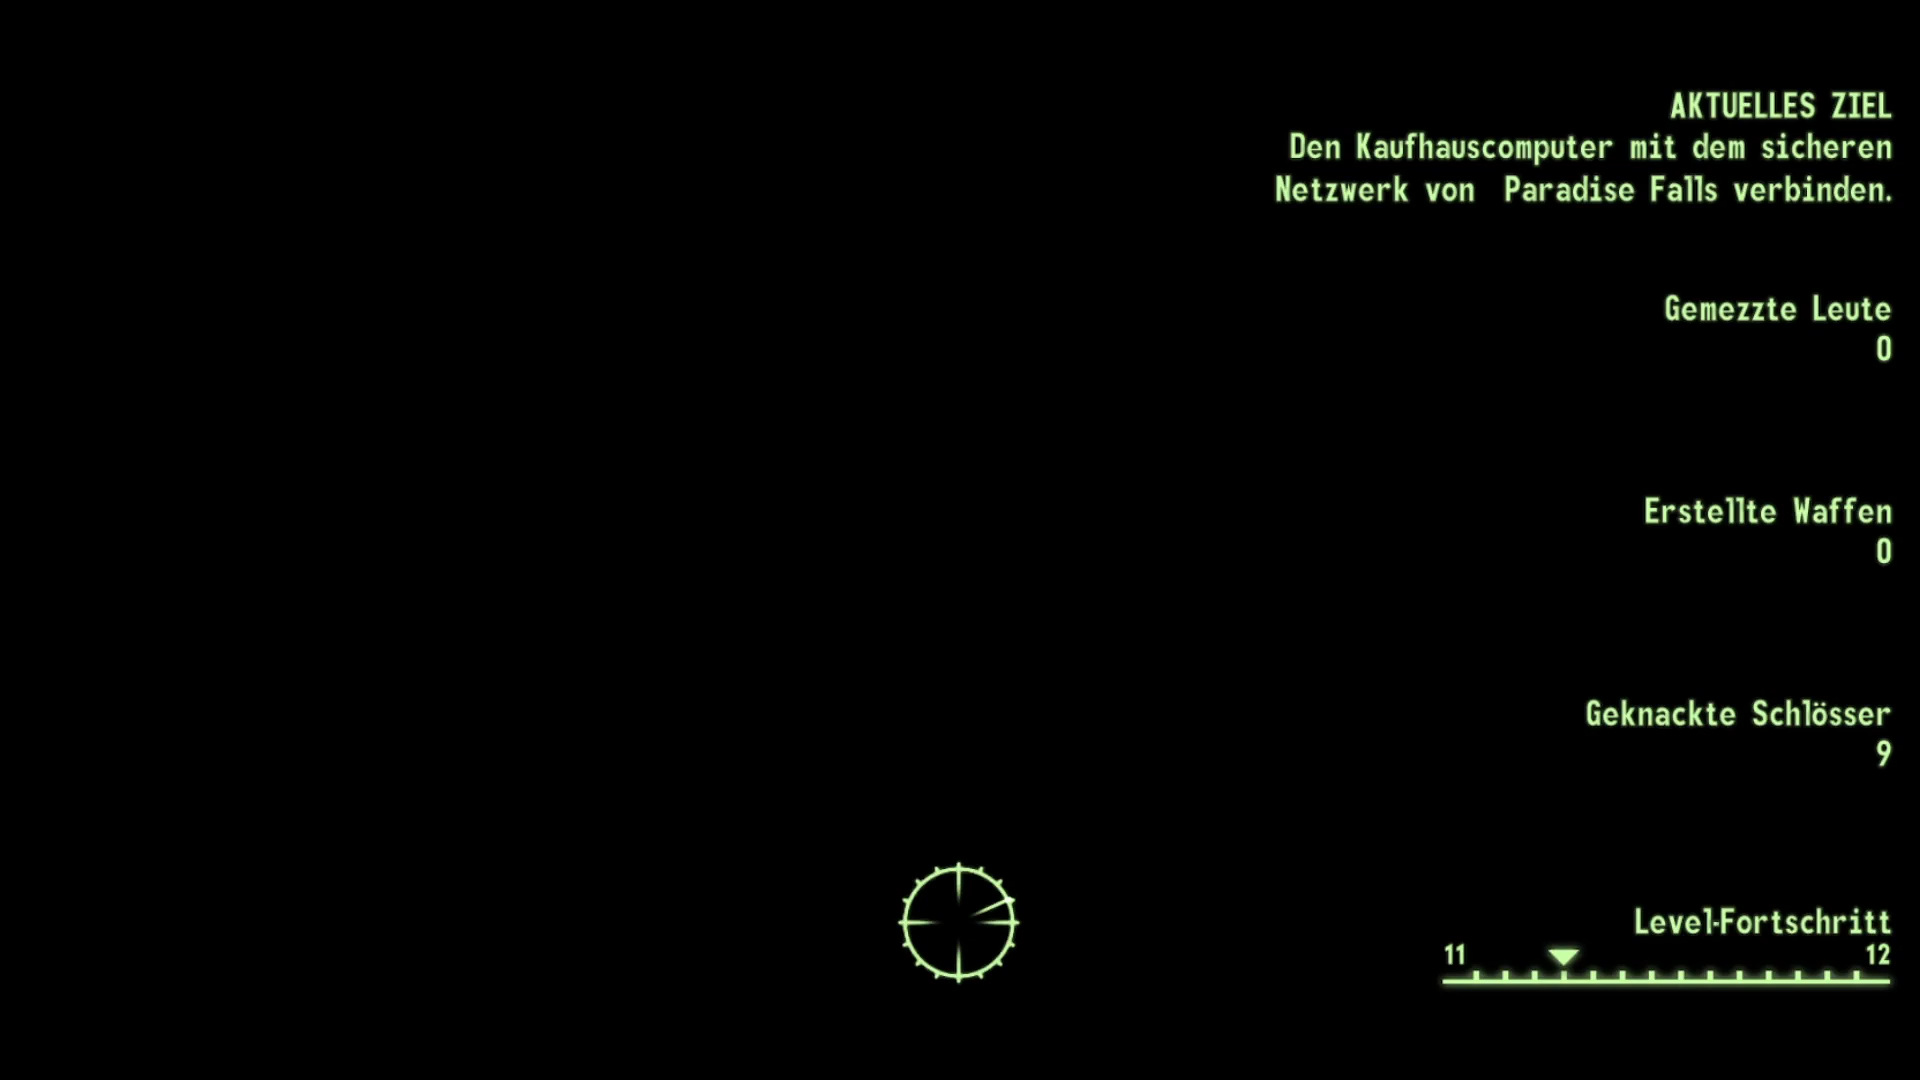 AKTUELLES ZIEL
Den Kaufhauscomputer mit dem sicheren
Netzwerk von  Paradise Falls verbinden.
Gemezzte Leute
0
Erstellte Waffen
0
Geknackte Schlösser
9
Level-Fortschritt
11 12